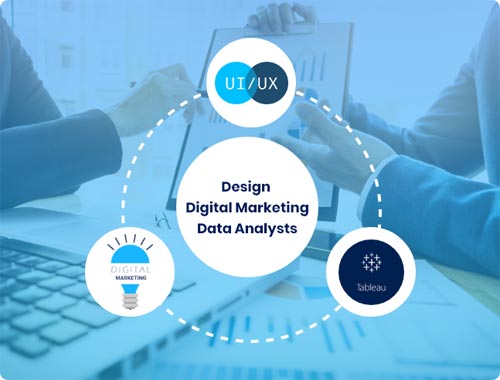 UI/UX
Design
Digital Marketing
Data Analysts
DIGITAL
MARKETING
Tableau